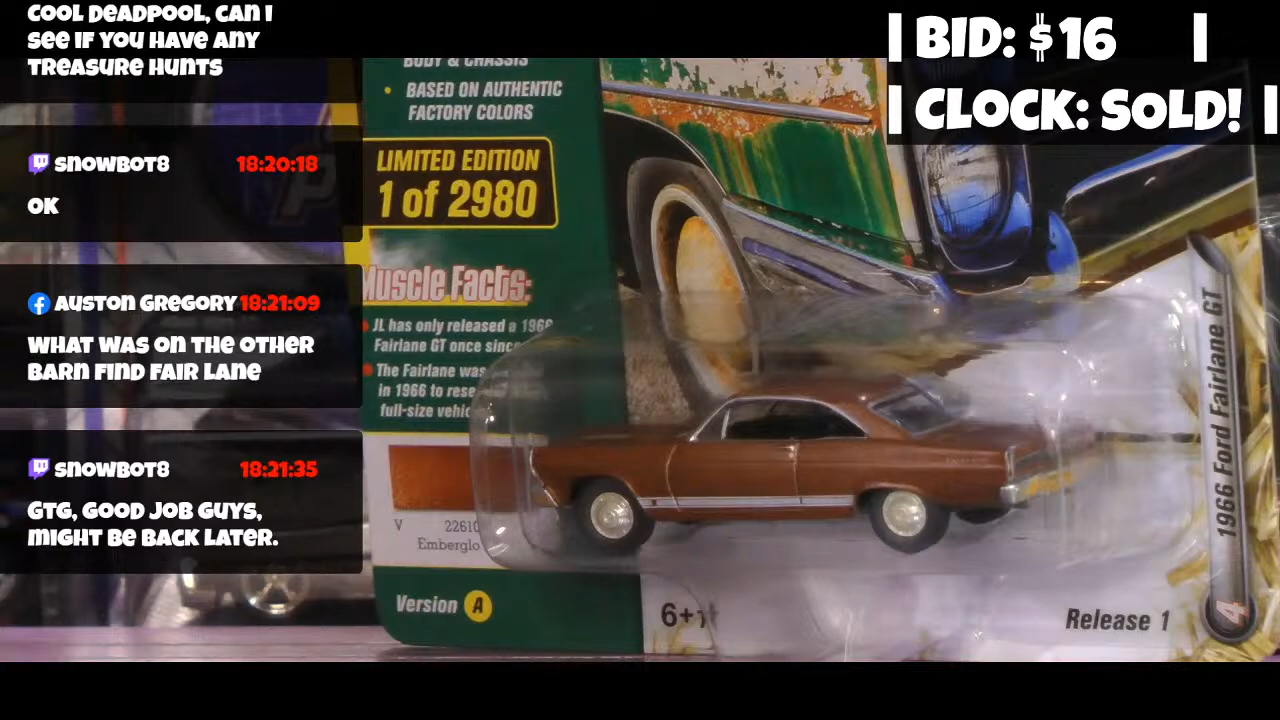 COOL DEADPOOL, CAN I
SEE IF YOU HAVE ANY
TREASURE HUNTS
SNOWBOT8 18:20:18
OK
AUSTON GREGORY 18:21:09
WHAT WAS ON THE OTHER
BARN FIND FAIR LANE
SNOWBOT8 18:21:35
GTG, GOOD JOB GUYS,
MIGHT BE BACK LATER.
| BID: $16 |
| CLOCK: SOLD! |
BODY & CHASSIS
• BASED ON AUTHENTIC
FACTORY COLORS
LIMITED EDITION
1 of 2980
Muscle Facts:
JL has only released a 1966
Fairlane GT once since
The Fairlane was
in 1966 to
full-size
V 22610
Emberglo
Version A
6+
Release 1
1966 Ford Fairlane GT
4